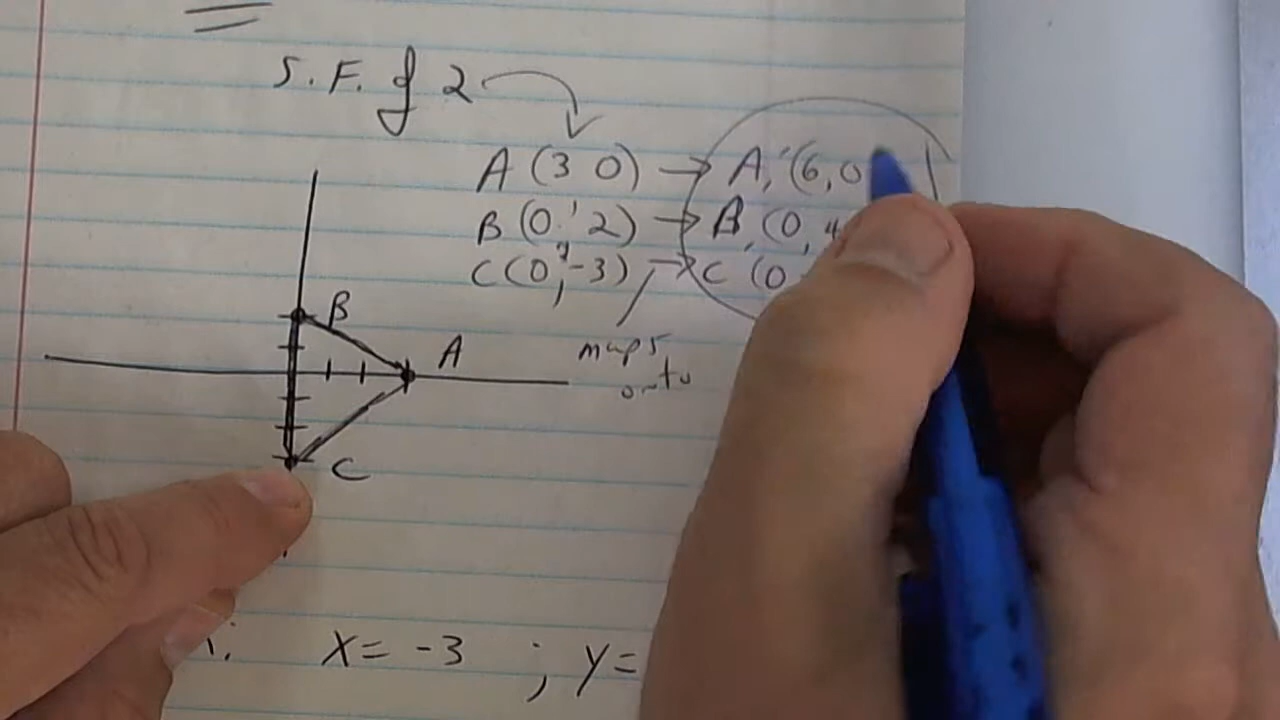 S.F. of 2
A (3 0) → A' (6,0
B (0, 2) → B' (0, 4
C (0, -3) → C (0
B
A
maps
onto
C
x = -3 ; y =